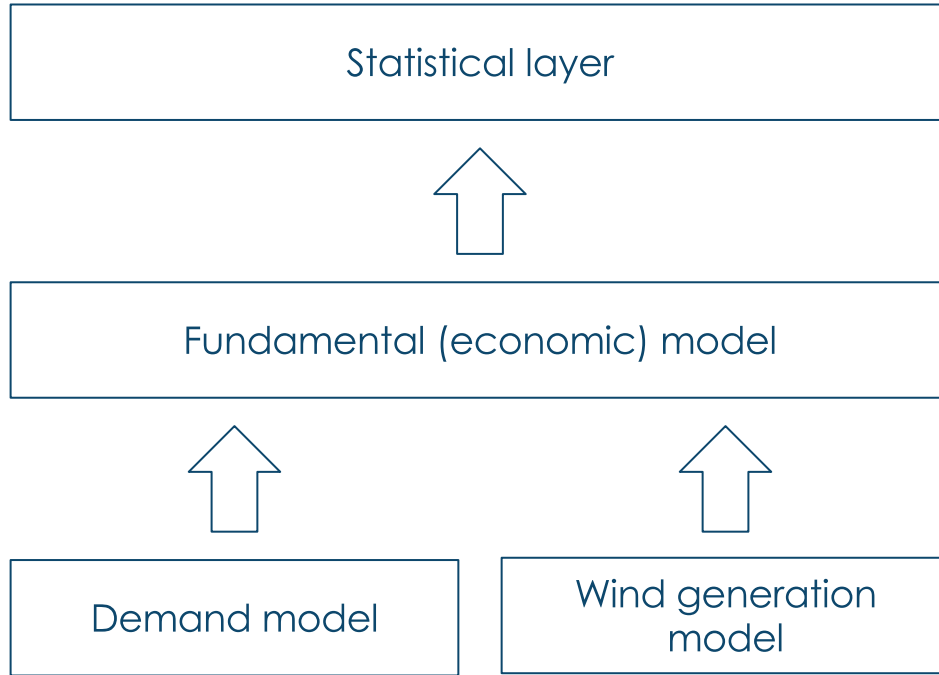 Statistical layer
Fundamental (economic) model
Demand model
Wind generation
model